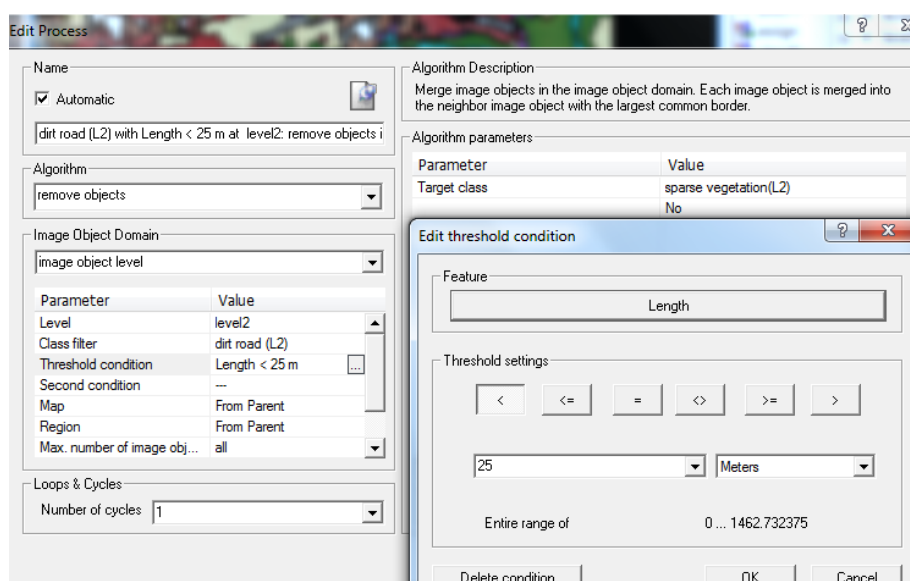 Edit Process
Name
Automatic
dirt road (L2) with Length < 25 m at level2: remove objects i
Algorithm
remove objects
Image Object Domain
image object level
Parameter Value
Level level2
Class filter dirt road (L2)
Threshold condition Length < 25 m ...
Second condition ---
Map From Parent
Region From Parent
Max. number of image obj... all
Loops & Cycles
Number of cycles 1
Algorithm Description
Merge image objects in the image object domain. Each image object is merged into
the neighbor image object with the largest common border.
Algorithm parameters
Parameter Value
Target class sparse vegetation(L2)
No
Edit threshold condition
Feature
Length
Threshold settings
< <= = <> >= >
25 Meters
Entire range of 0 ... 1462.732375
Delete condition OK Cancel